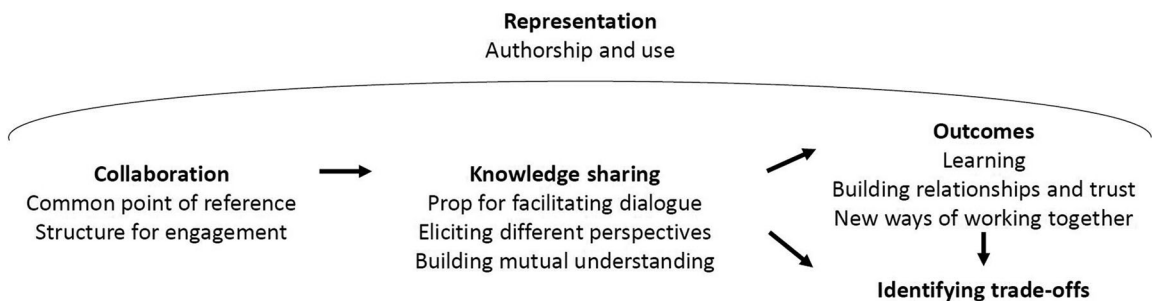 Representation
Authorship and use
Collaboration
Common point of reference
Structure for engagement
Knowledge sharing
Prop for facilitating dialogue
Eliciting different perspectives
Building mutual understanding
Outcomes
Learning
Building relationships and trust
New ways of working together
Identifying trade-offs